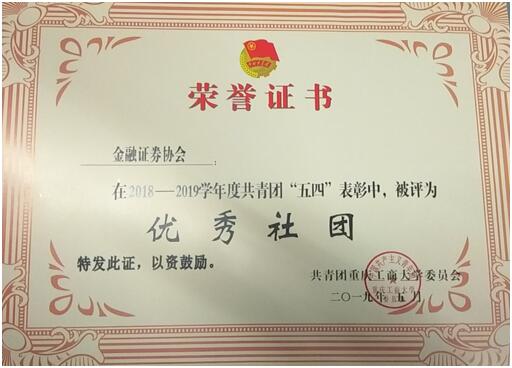 荣誉证书
金融证券协会：
在2018—2019学年度共青团“五四”表彰中，被评为
优秀社团
特发此证，以资鼓励。
共青团重庆工商大学委员会
二〇一九年五月